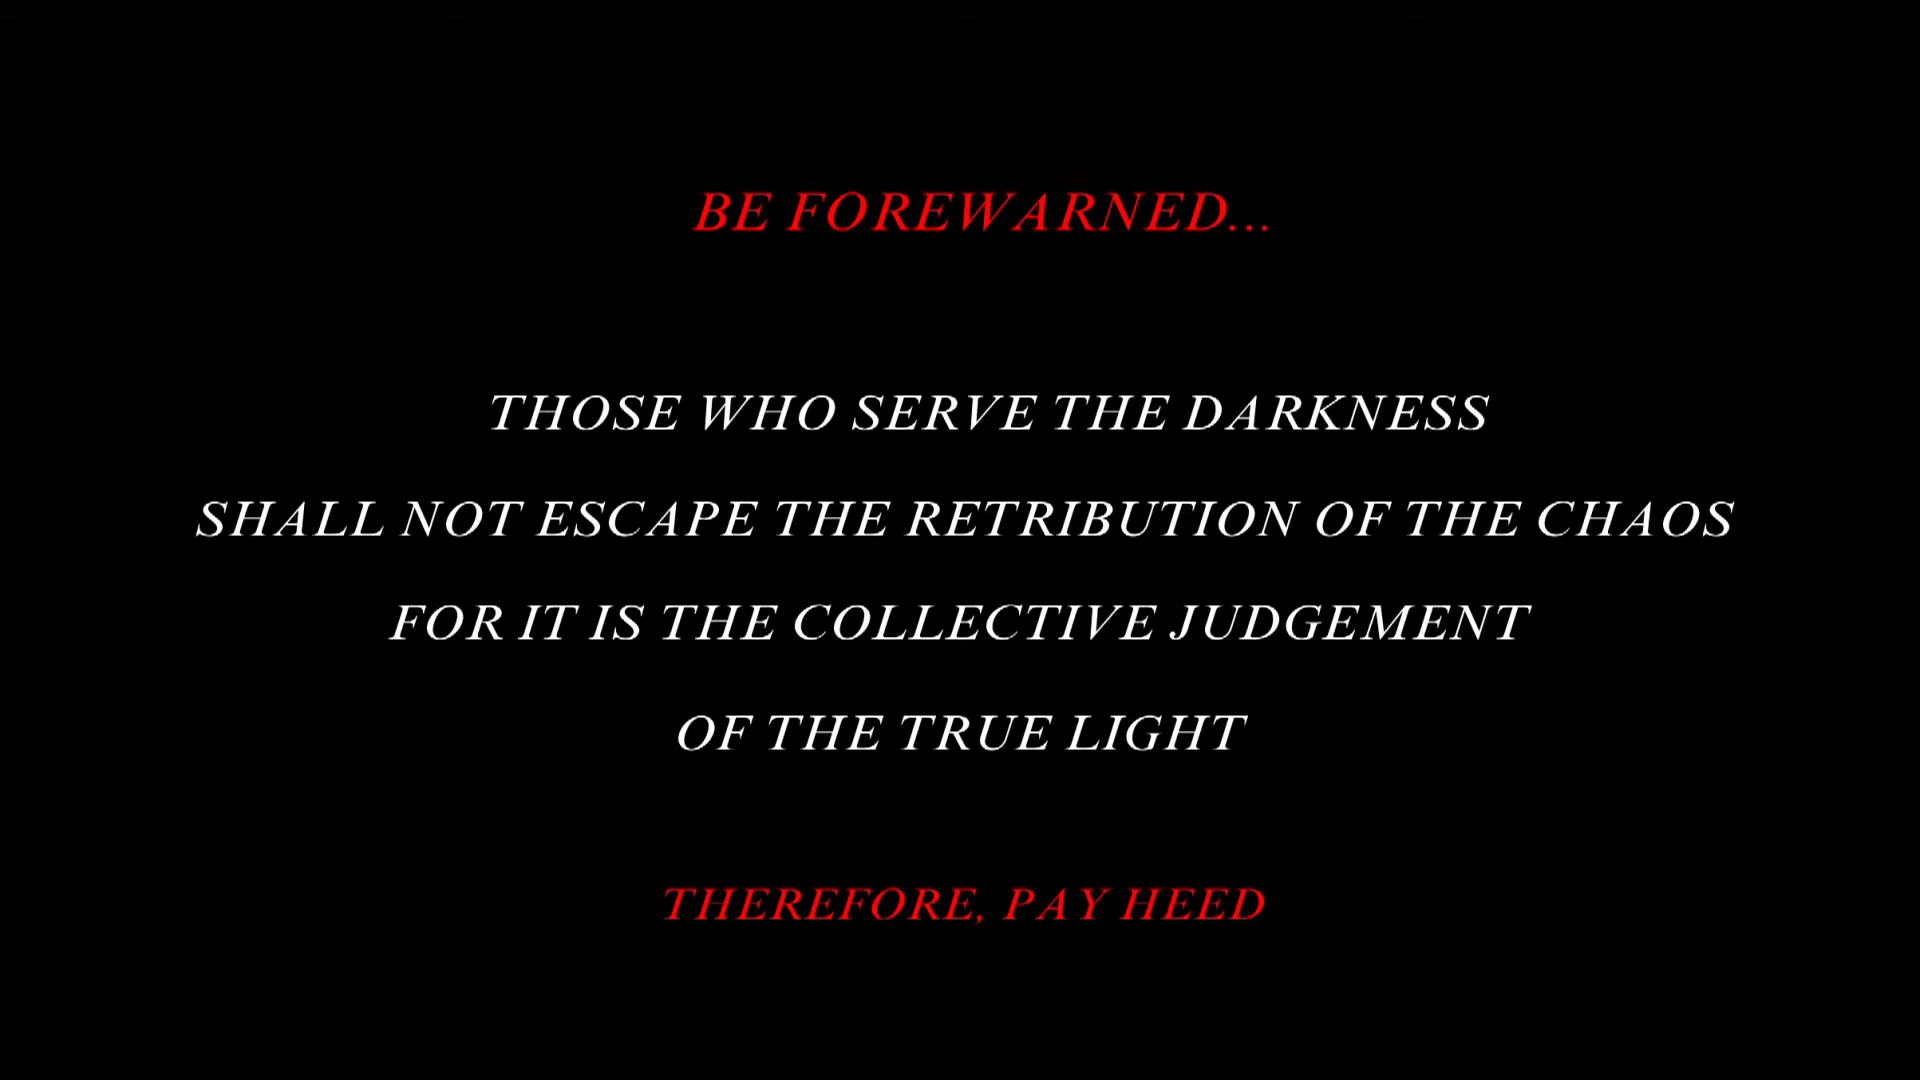 BE FOREWARNED...
THOSE WHO SERVE THE DARKNESS
SHALL NOT ESCAPE THE RETRIBUTION OF THE CHAOS
FOR IT IS THE COLLECTIVE JUDGEMENT
OF THE TRUE LIGHT
THEREFORE, PAY HEED